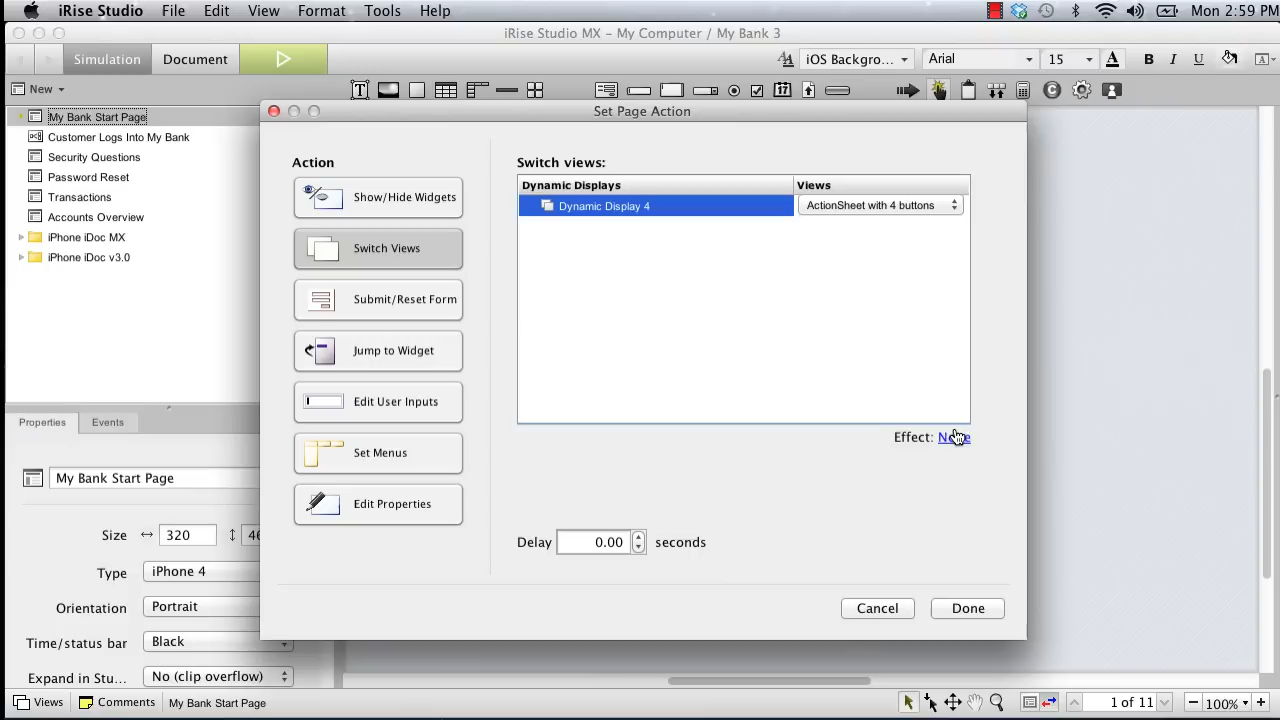 iRise Studio File Edit View Format Tools Help Mon 2:59 PM
iRise Studio MX – My Computer / My Bank 3
Simulation Document iOS Backgro... Arial 15 A B I U
New
My Bank Start Page
Customer Logs Into My Bank
Security Questions
Password Reset
Transactions
Accounts Overview
iPhone iDoc MX
iPhone iDoc v3.0
Properties Events
My Bank Start Page
Size 320
Type iPhone 4
Orientation Portrait
Time/status bar Black
Expand in Stu... No (clip overflow)
Set Page Action
Action
Show/Hide Widgets
Switch Views
Submit/Reset Form
Jump to Widget
Edit User Inputs
Set Menus
Edit Properties
Switch views:
Dynamic Displays Views
Dynamic Display 4 ActionSheet with 4 buttons
Effect: None
Delay 0.00 seconds
Cancel Done
Views Comments My Bank Start Page 1 of 11 100%